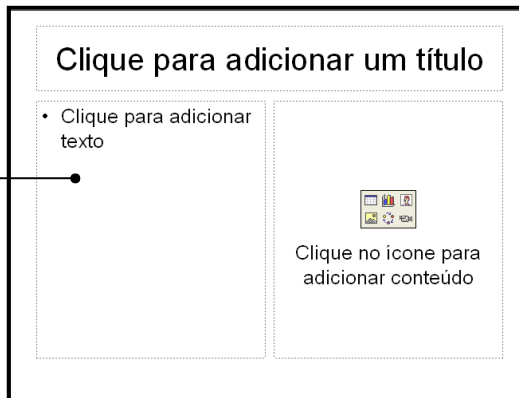 Clique para adicionar um título
• Clique para adicionar
texto
Clique no ícone para
adicionar conteúdo